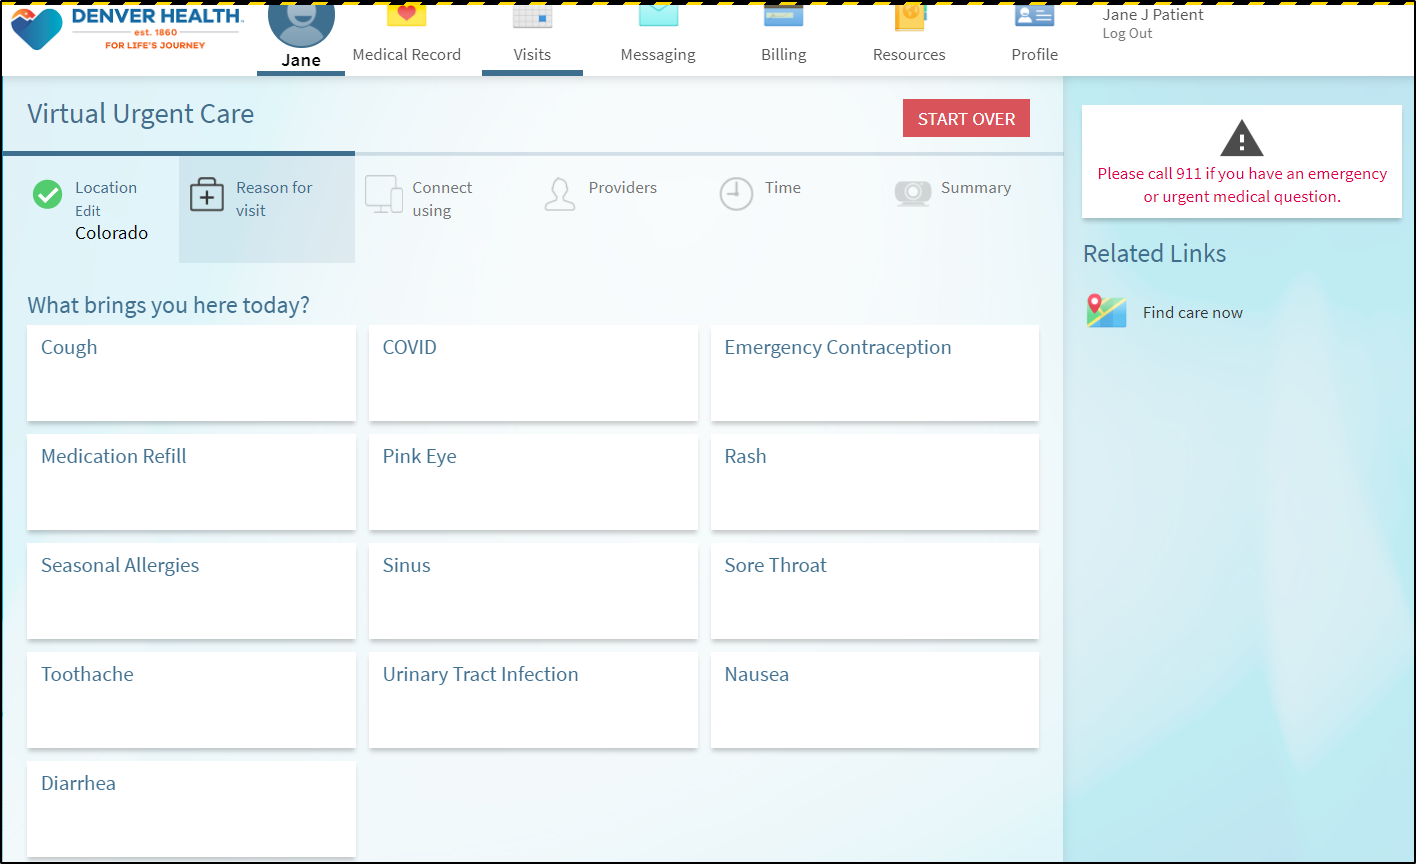 DENVER HEALTH™
est. 1860
FOR LIFE'S JOURNEY
Jane
Medical Record
Visits
Messaging
Billing
Resources
Profile
Jane J Patient
Log Out
Virtual Urgent Care
START OVER
Location
Edit
Colorado
Reason for
visit
Connect
using
Providers
Time
Summary
Please call 911 if you have an emergency
or urgent medical question.
Related Links
Find care now
What brings you here today?
Cough
COVID
Emergency Contraception
Medication Refill
Pink Eye
Rash
Seasonal Allergies
Sinus
Sore Throat
Toothache
Urinary Tract Infection
Nausea
Diarrhea